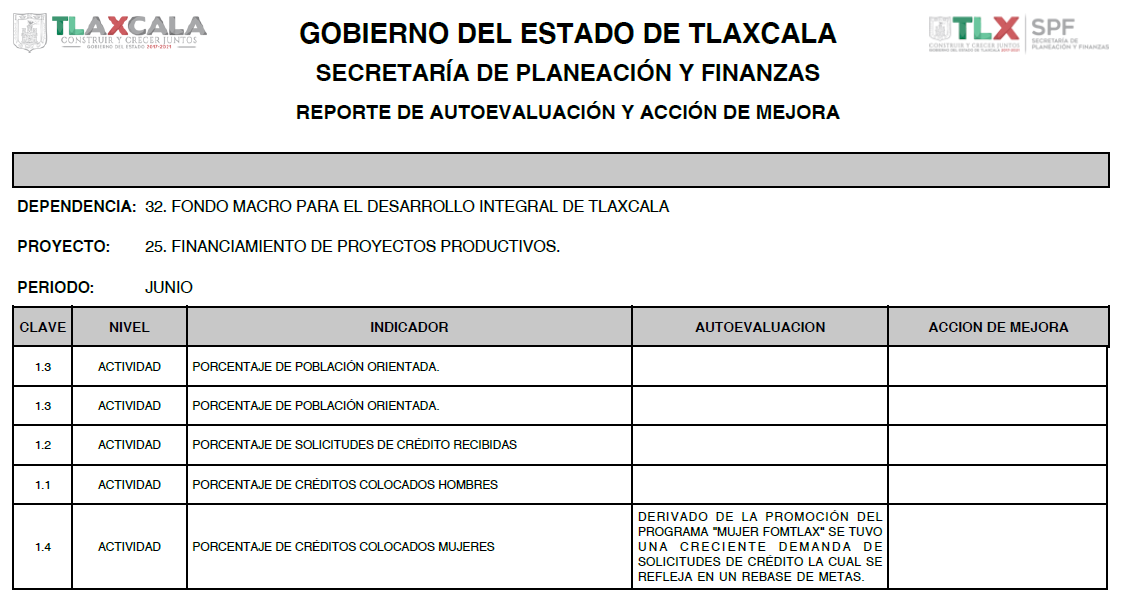 TLAXCALA
CONSTRUIR Y CRECER JUNTOS
GOBIERNO DEL ESTADO 2017-2021
GOBIERNO DEL ESTADO DE TLAXCALA
SECRETARÍA DE PLANEACIÓN Y FINANZAS
REPORTE DE AUTOEVALUACIÓN Y ACCIÓN DE MEJORA
TLX
CONSTRUIR Y CRECER JUNTOS
SPF
SECRETARÍA DE
PLANEACIÓN Y FINANZAS
DEPENDENCIA: 32. FONDO MACRO PARA EL DESARROLLO INTEGRAL DE TLAXCALA
PROYECTO: 25. FINANCIAMIENTO DE PROYECTOS PRODUCTIVOS.
PERIODO: JUNIO
CLAVE NIVEL INDICADOR AUTOEVALUACION ACCION DE MEJORA
1.3 ACTIVIDAD PORCENTAJE DE POBLACIÓN ORIENTADA.
1.3 ACTIVIDAD PORCENTAJE DE POBLACIÓN ORIENTADA.
1.2 ACTIVIDAD PORCENTAJE DE SOLICITUDES DE CRÉDITO RECIBIDAS
1.1 ACTIVIDAD PORCENTAJE DE CRÉDITOS COLOCADOS HOMBRES
1.4 ACTIVIDAD PORCENTAJE DE CRÉDITOS COLOCADOS MUJERES
DERIVADO DE LA PROMOCIÓN DEL
PROGRAMA "MUJER FOMTLAX" SE TUVO
UNA CRECIENTE DEMANDA DE
SOLICITUDES DE CRÉDITO LA CUAL SE
REFLEJA EN UN REBASE DE METAS.